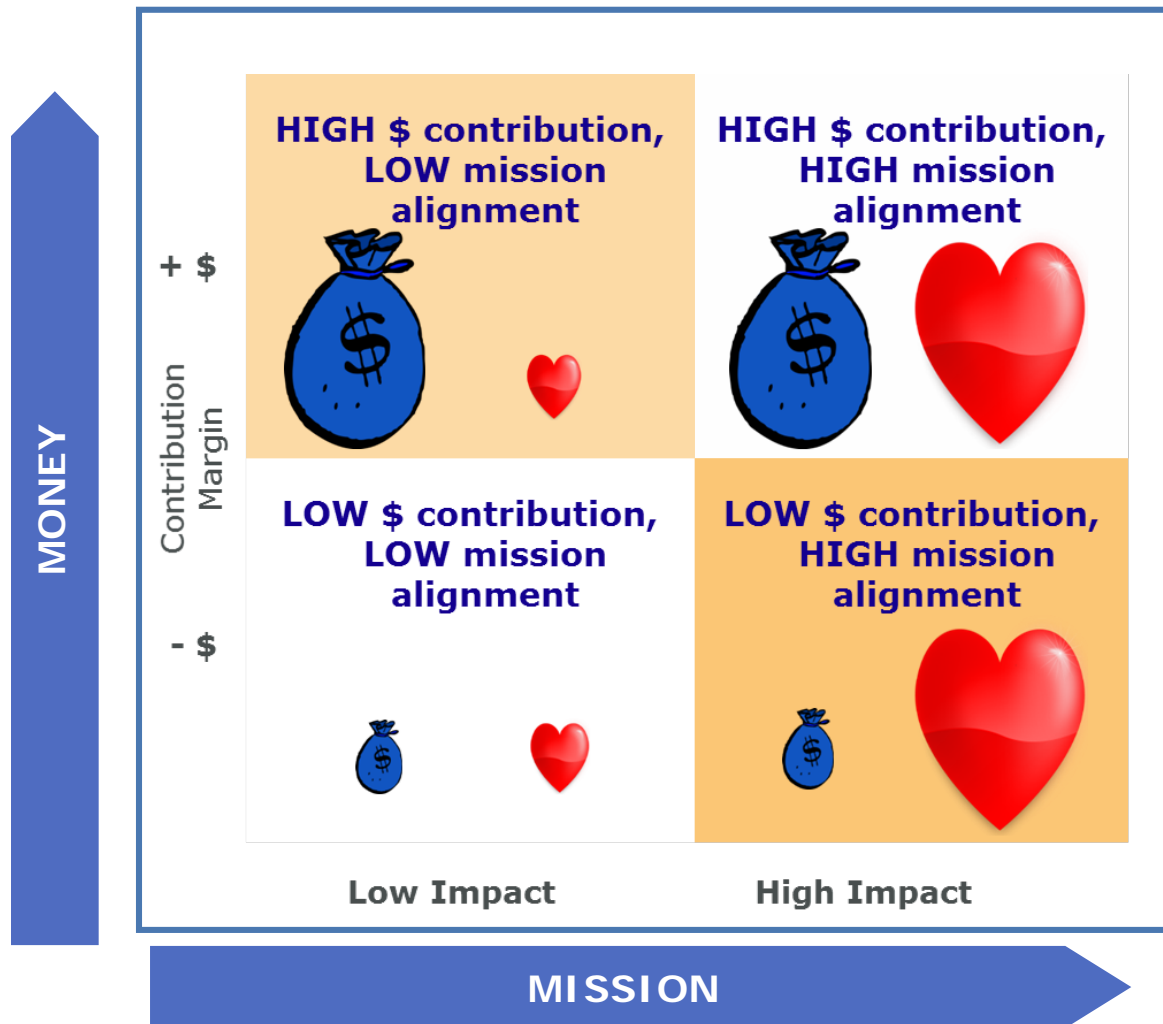 HIGH $ contribution,
LOW mission
alignment
HIGH $ contribution,
HIGH mission
alignment
+ $
$
$
Contribution
Margin
MONEY
LOW $ contribution,
LOW mission
alignment
LOW $ contribution,
HIGH mission
alignment
- $
$
$
Low Impact
High Impact
MISSION